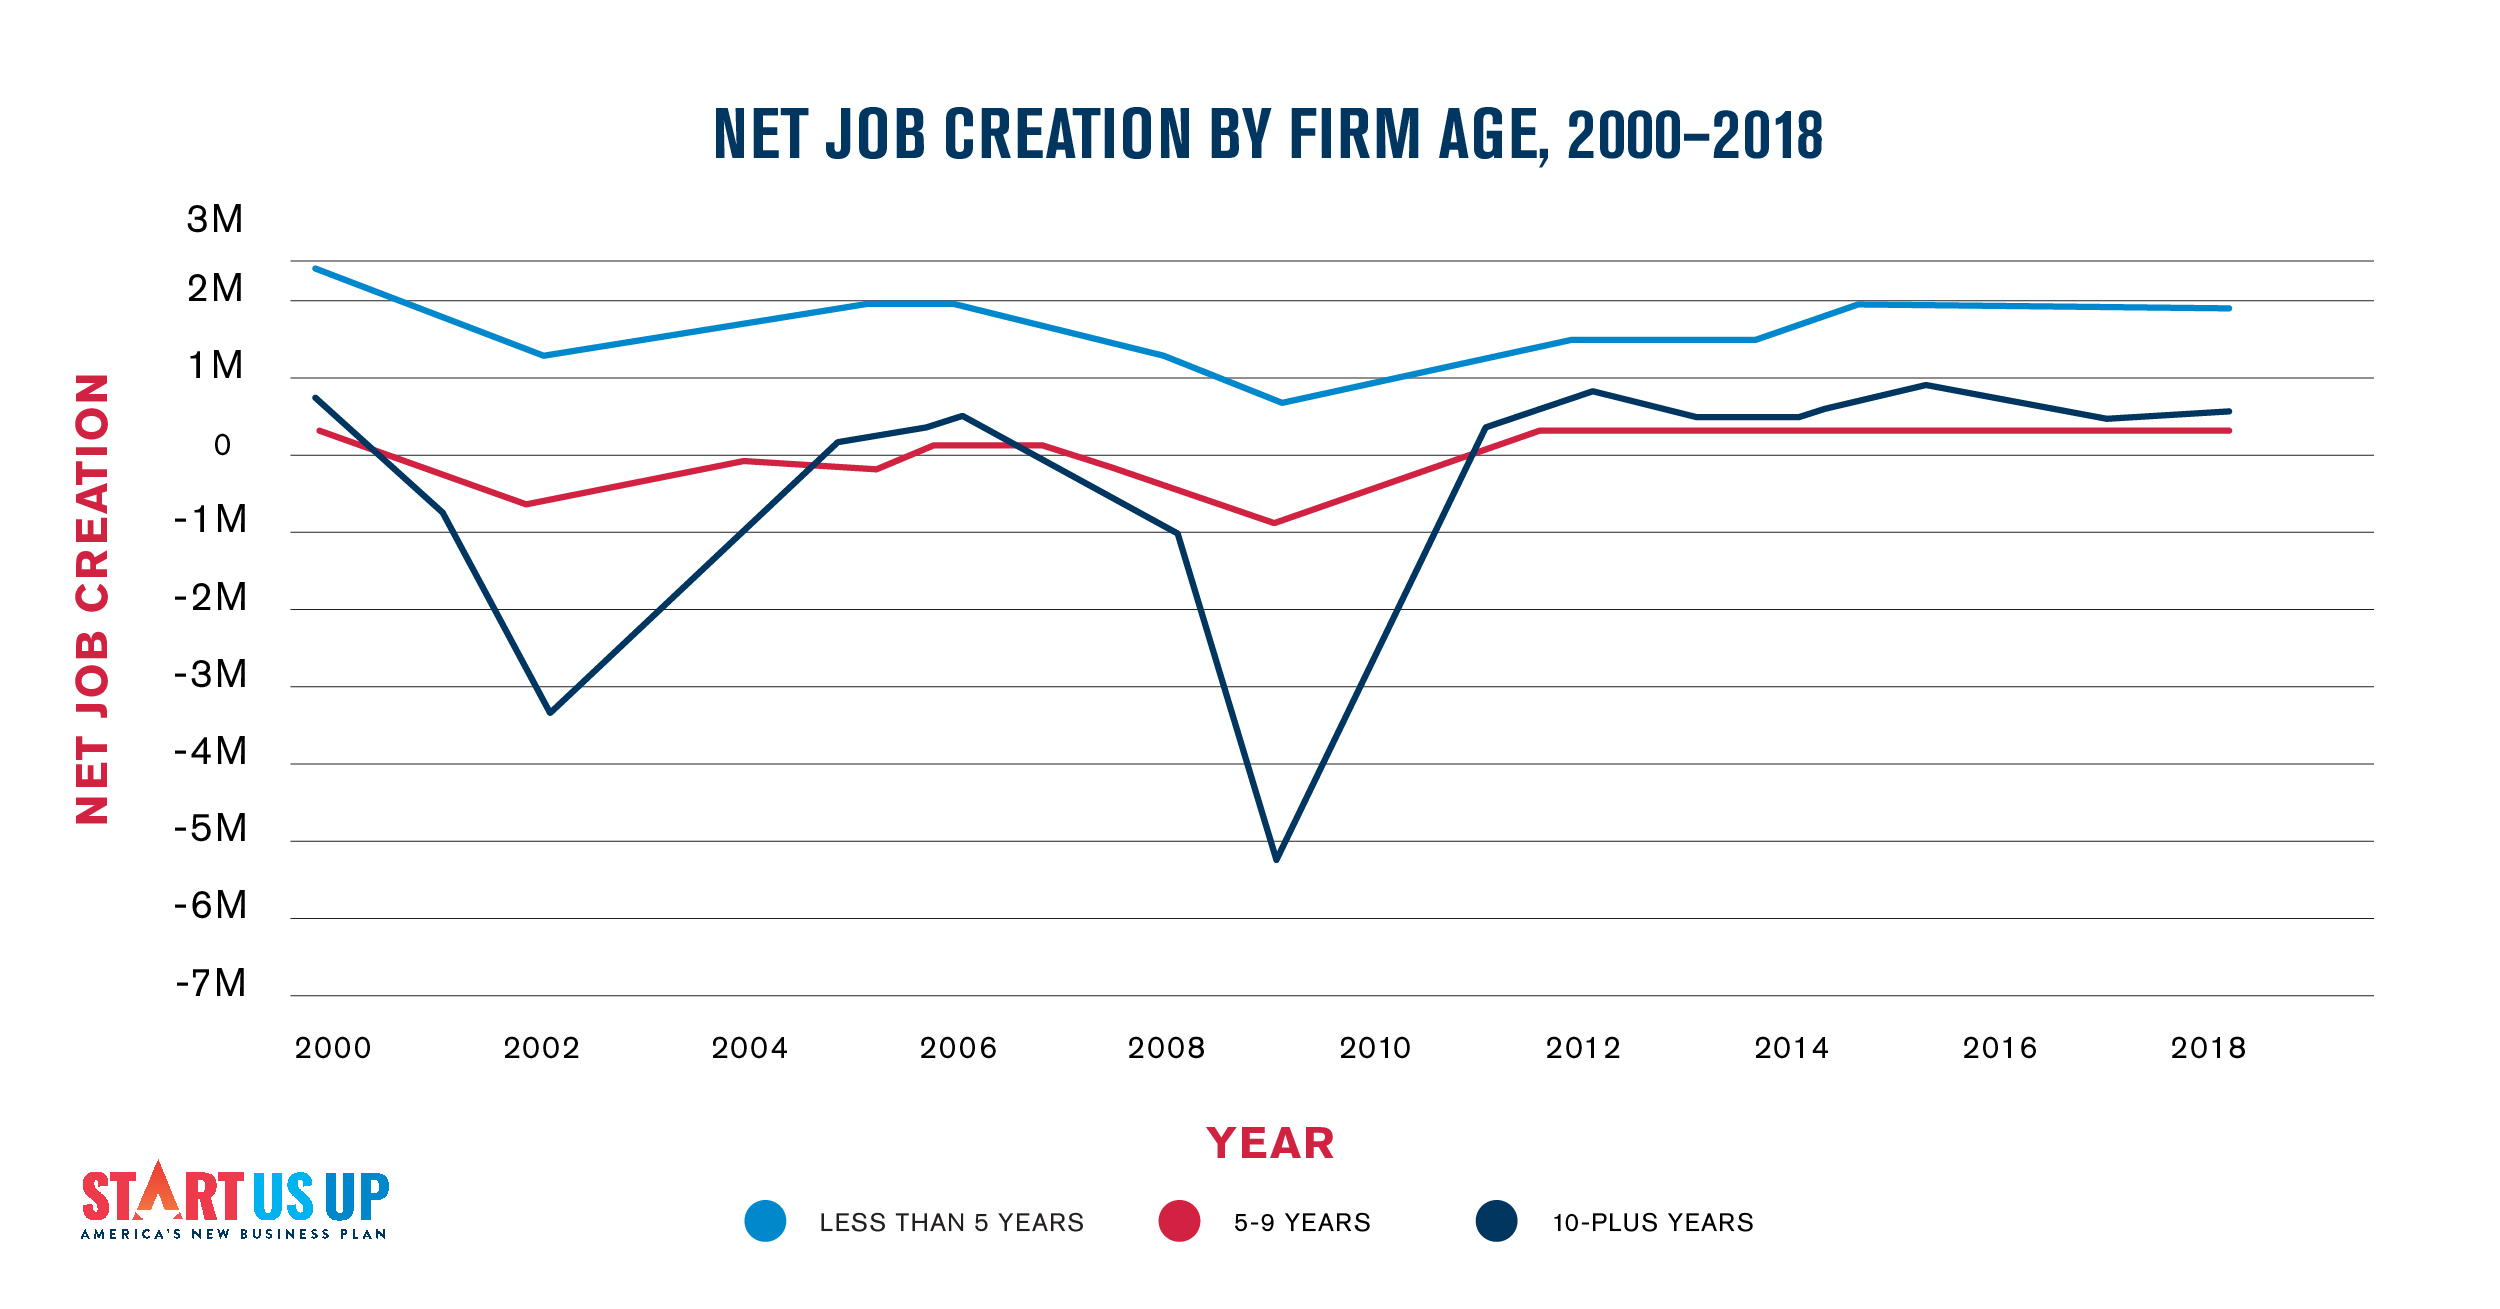 NET JOB CREATION BY FIRM AGE, 2000–2018
3M
2M
1M
0
-1M
-2M
-3M
-4M
-5M
-6M
-7M
NET JOB CREATION
2000 2002 2004 2006 2008 2010 2012 2014 2016 2018
YEAR
START US UP
AMERICA'S NEW BUSINESS PLAN
LESS THAN 5 YEARS 5-9 YEARS 10-PLUS YEARS